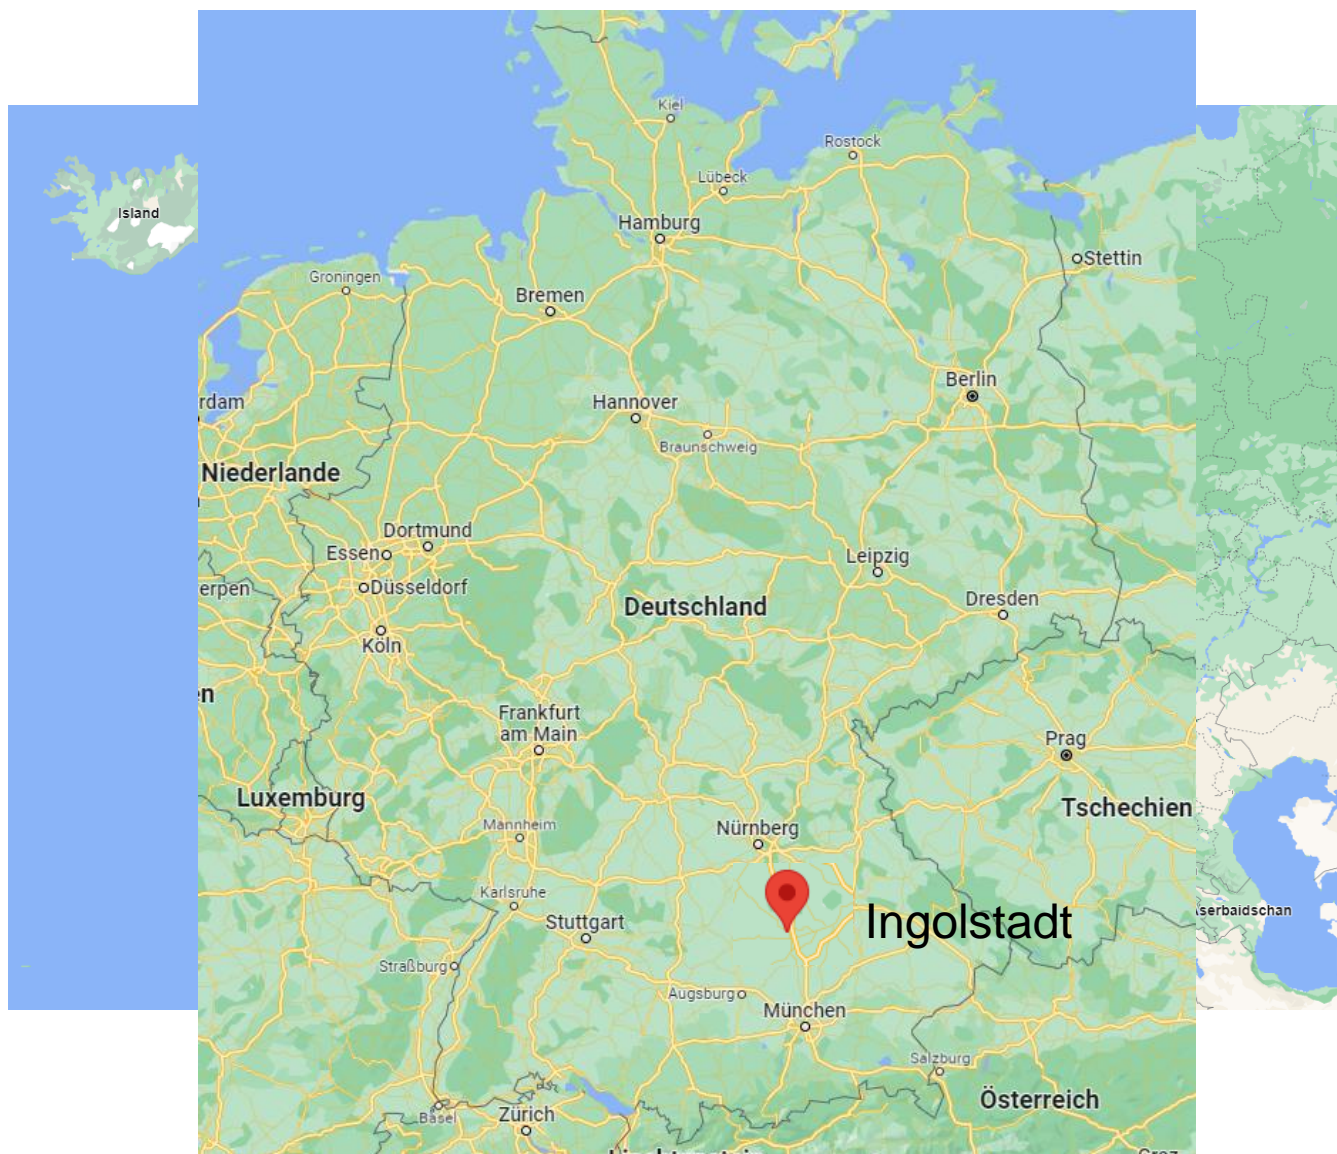 Kiel
Rostock
Lübeck
Island
Hamburg
Stettin
Groningen
Bremen
Berlin
rdam
Hannover
Braunschweig
Niederlande
Dortmund
Essen
Leipzig
erpen
Düsseldorf
Deutschland
Dresden
Köln
en
Frankfurt
am Main
Prag
Luxemburg
Tschechien
Mannheim
Nürnberg
Karlsruhe
serbaidschan
Stuttgart
Ingolstadt
Straßburg
Augsburg
München
Salzburg
Österreich
Basel
Zürich